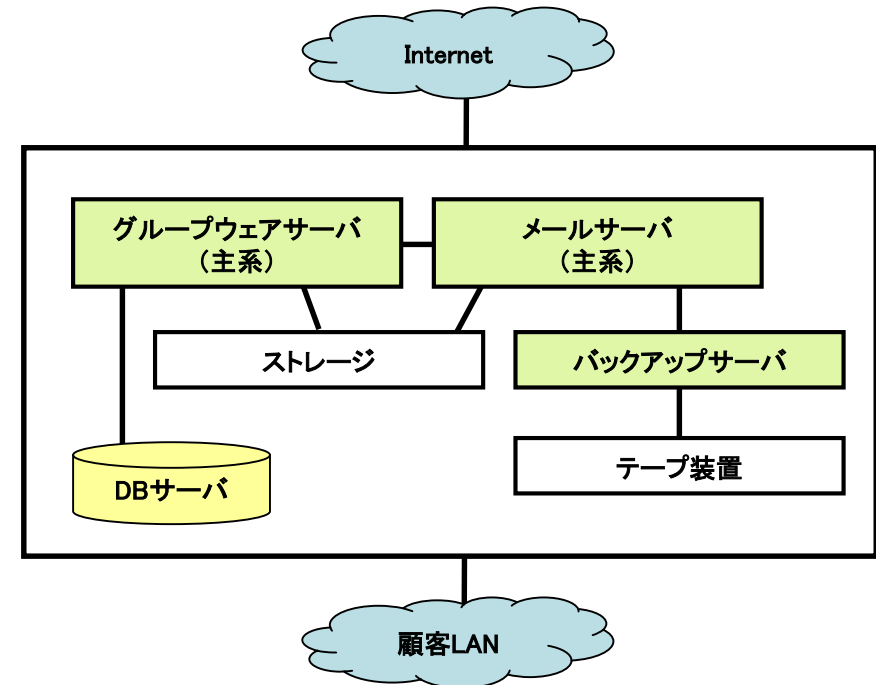 Internet
グループウェアサーバ
（主系）
メールサーバ
（主系）
ストレージ
バックアップサーバ
テープ装置
DBサーバ
顧客LAN